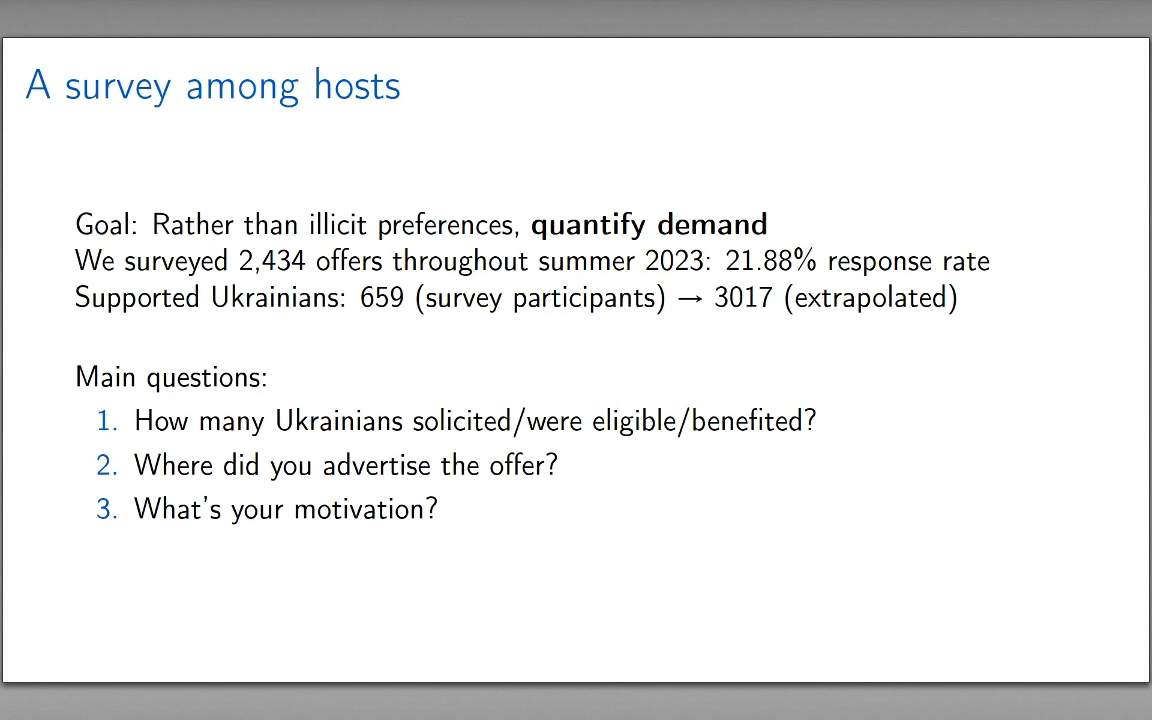 A survey among hosts
Goal: Rather than illicit preferences, quantify demand
We surveyed 2,434 offers throughout summer 2023: 21.88% response rate
Supported Ukrainians: 659 (survey participants) → 3017 (extrapolated)
Main questions:
1. How many Ukrainians solicited/were eligible/benefited?
2. Where did you advertise the offer?
3. What's your motivation?